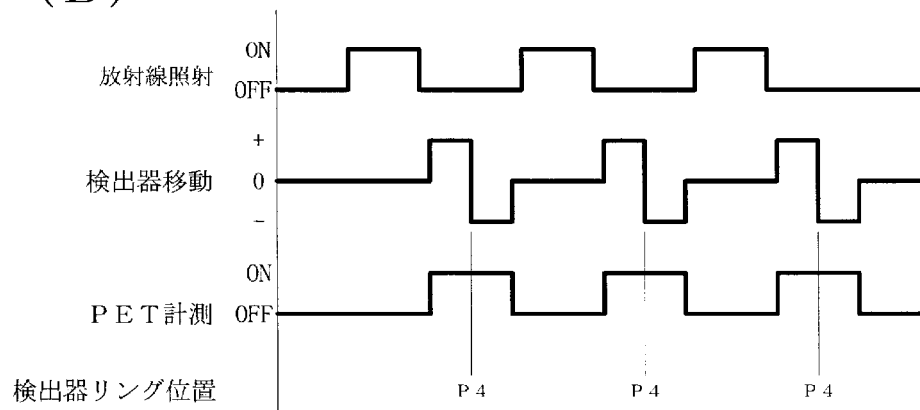 (B)
ON
放射線照射
OFF
+
検出器移動 0
-
ON
PET計測 OFF
検出器リング位置 P4 P4 P4